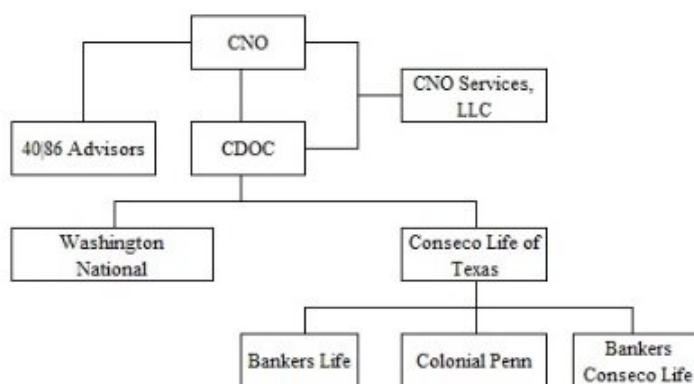 CNO
CNO Services,
LLC
40|86 Advisors
CDOC
Washington
National
Conseco Life of
Texas
Bankers Life
Colonial Penn
Bankers
Conseco Life